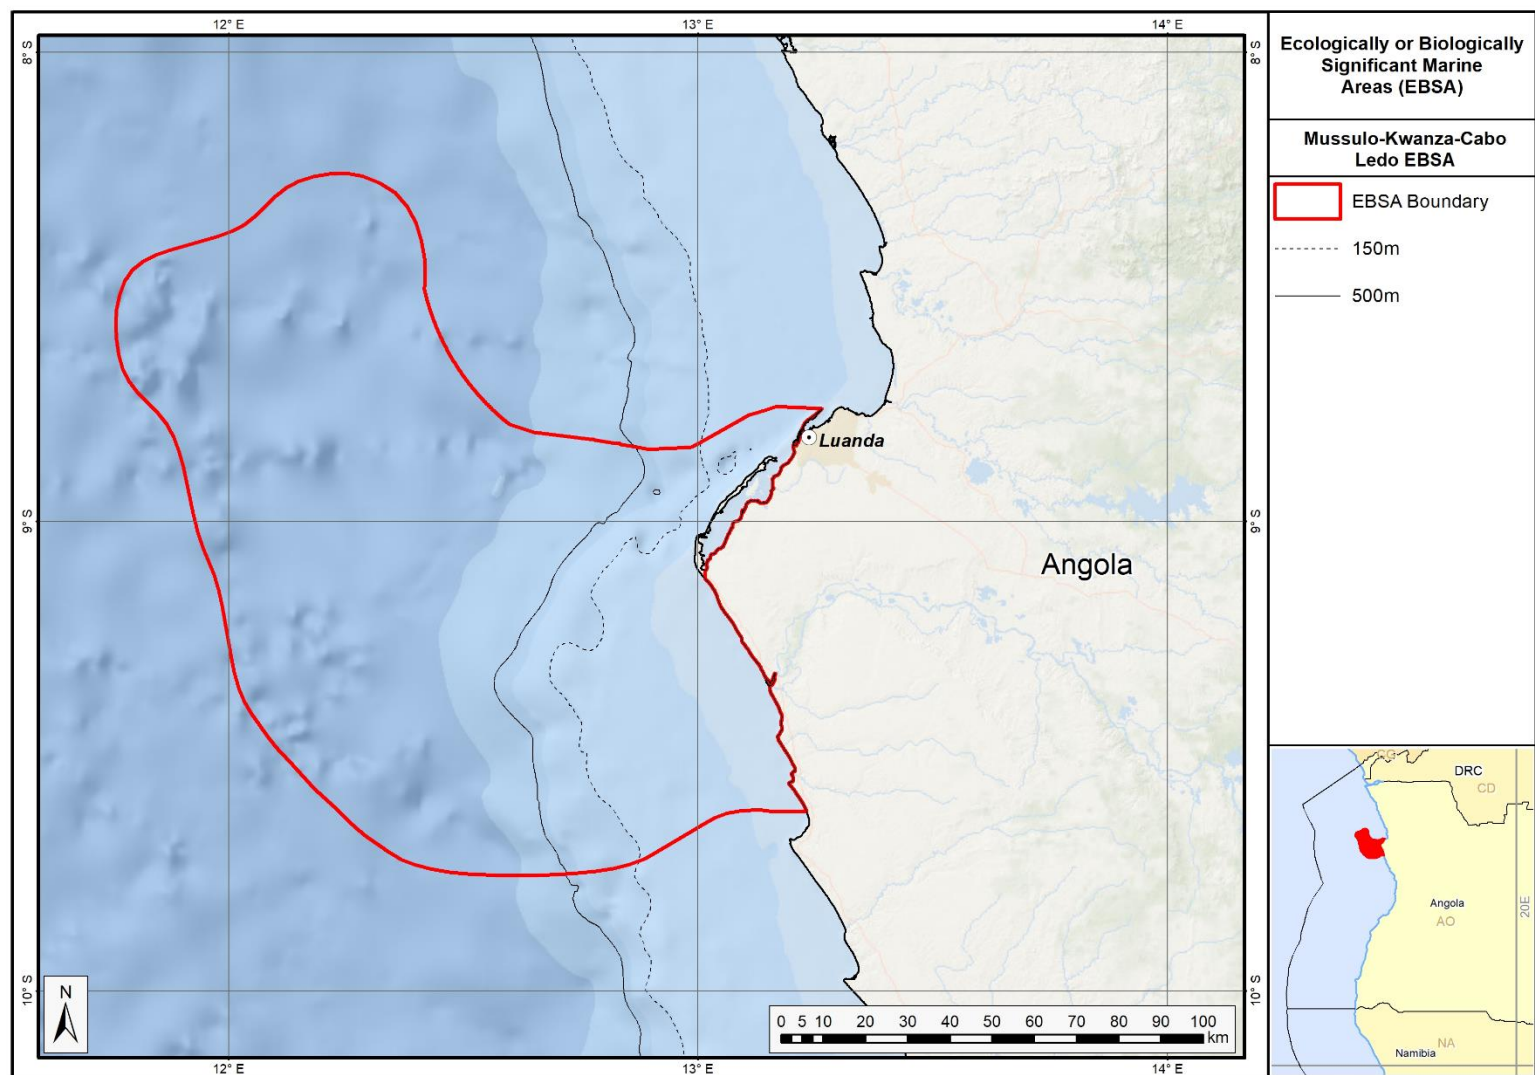 12° E
13° E
14° E
8° S
8° S
Luanda
9° S
9° S
Angola
10° S
10° S
N
0 5 10 20 30 40 50 60 70 80 90 100
km
12° E
13° E
14° E
Ecologically or Biologically
Significant Marine
Areas (EBSA)
Mussulo-Kwanza-Cabo
Ledo EBSA
EBSA Boundary
150m
500m
CG
DRC
CD
Angola
AO
20E
NA
Namibia